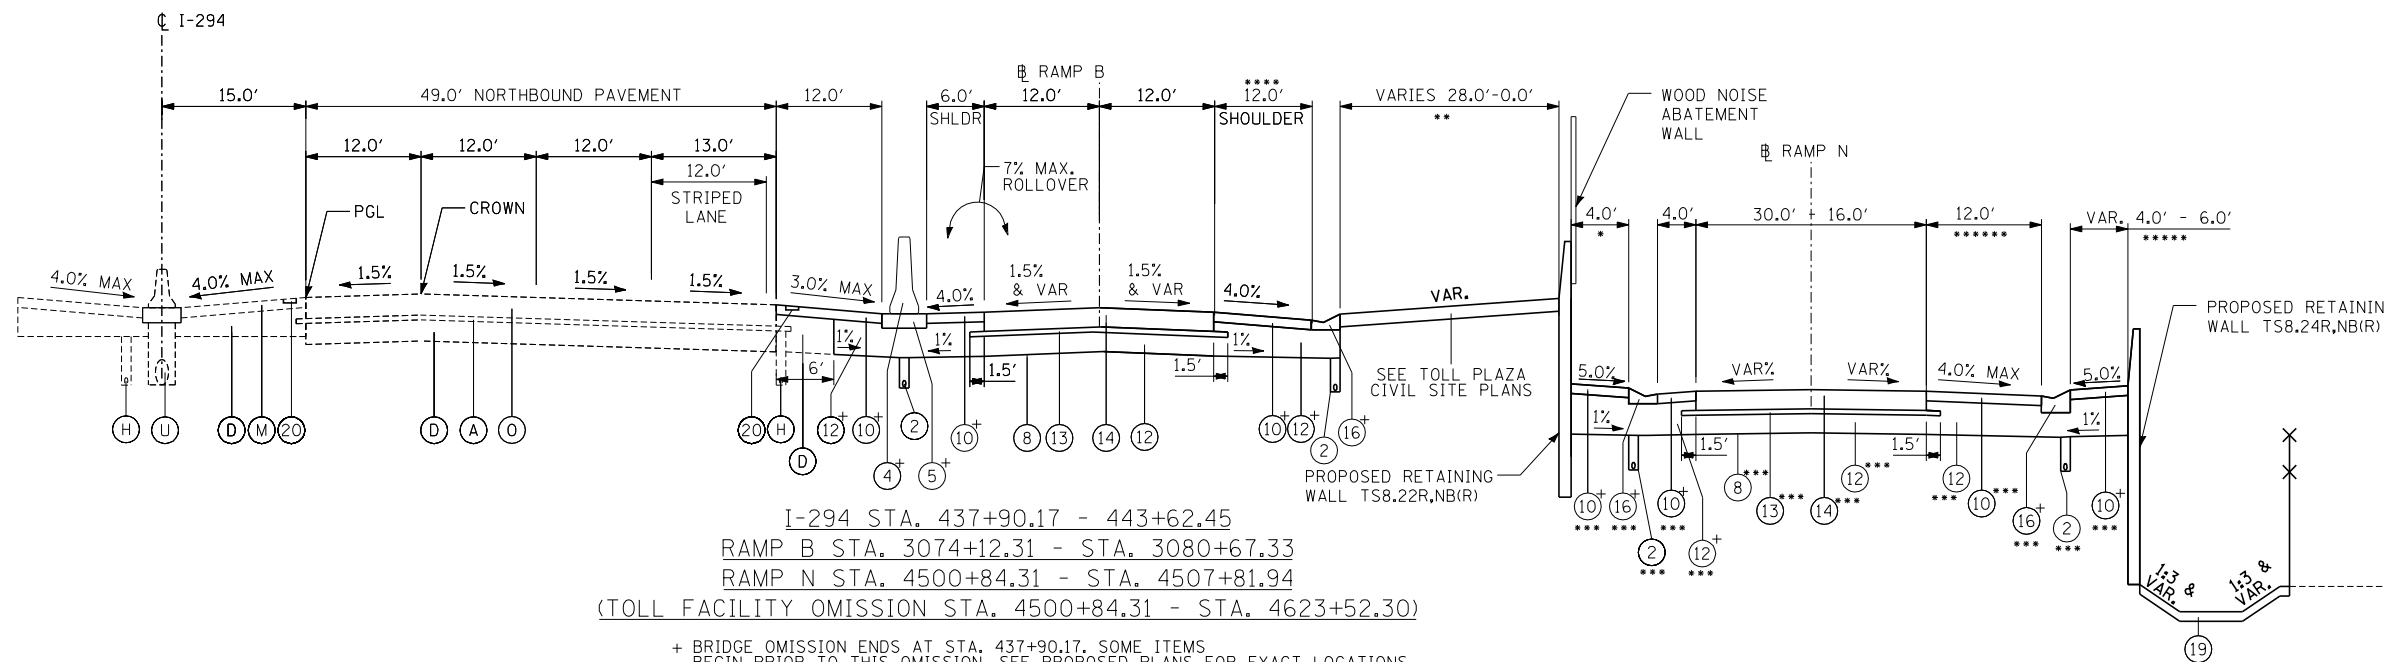 ℄ I-294
15.0'
49.0' NORTHBOUND PAVEMENT
12.0'
6.0'
SHLDR
℄ RAMP B
12.0'
12.0'
****
12.0'
SHOULDER
VARIES 28.0'-0.0'
**
WOOD NOISE
ABATEMENT
WALL
12.0'
12.0'
12.0'
13.0'
12.0'
STRIPED
LANE
7% MAX.
ROLLOVER
PGL
CROWN
℄ RAMP N
4.0'
*
4.0'
30.0' - 16.0'
12.0'
******
VAR. 4.0' - 6.0'
*****
4.0% MAX
4.0% MAX
1.5%
1.5%
1.5%
1.5%
3.0% MAX
4.0%
1.5%
& VAR
1.5%
& VAR
4.0%
VAR.
PROPOSED RETAININ
WALL TS8.24R,NB(R)
1%
1%
1%
6'
1.5'
1.5'
SEE TOLL PLAZA
CIVIL SITE PLANS
5.0%
VAR%
VAR%
4.0% MAX
5.0%
1%
1%
1.5'
1.5'
H
U
D
M
20
D
A
O
20
H
D
12+
10+
4+
2
5+
10+
8
13
14
12
10+
12+
2
16+
PROPOSED RETAINING
WALL TS8.22R,NB(R)
10+
***
16+
***
2
***
10+
***
12+
***
8***
13***
14***
12***
12
***
10***
16+
***
2
***
10+
***
1:3 &
VAR.
1:3 &
VAR.
19
I-294 STA. 437+90.17 - 443+62.45
RAMP B STA. 3074+12.31 - STA. 3080+67.33
RAMP N STA. 4500+84.31 - STA. 4507+81.94
(TOLL FACILITY OMISSION STA. 4500+84.31 - STA. 4623+52.30)
+ BRIDGE OMISSION ENDS AT STA. 437+90.17. SOME ITEMS
BEGIN PRIOR TO THIS OMISSION. SEE PROPOSED PLANS FOR EXACT LOCATIONS